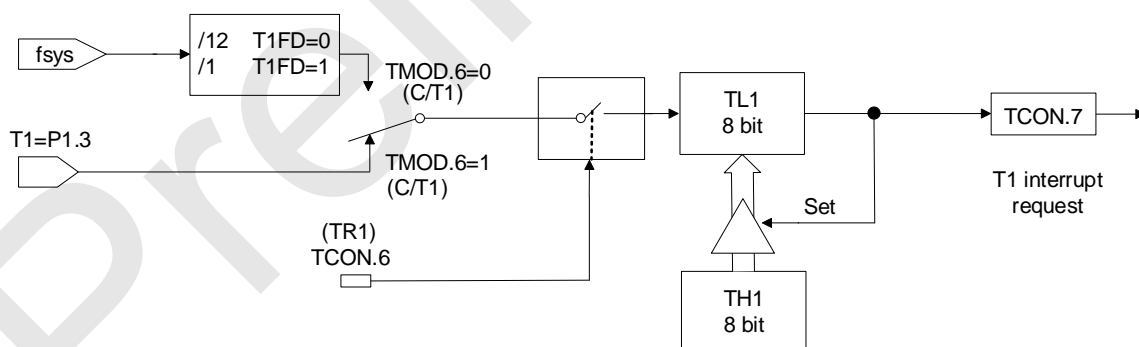 fsys
/12 T1FD=0
/1 T1FD=1
TMOD.6=0
(C/T1)
T1=P1.3
TMOD.6=1
(C/T1)
(TR1)
TCON.6
TL1
8 bit
Set
TH1
8 bit
TCON.7
T1 interrupt
request